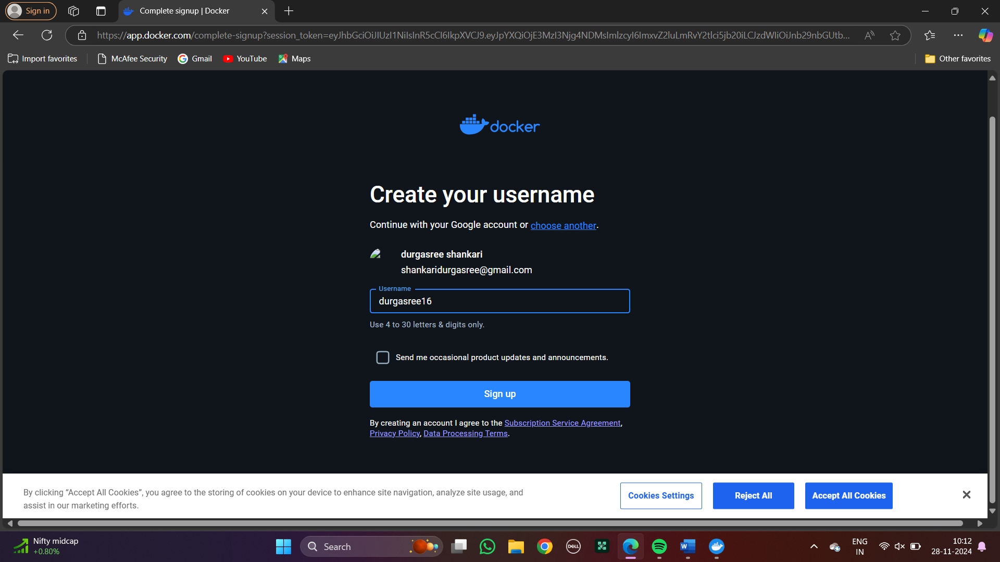 Sign in
Complete signup | Docker
https://app.docker.com/complete-signup?session_token=eyJhbGciOiJIUzI1NiIsInR5cCI6IkpXVCJ9.eyJpYXQiOjE3MzI3Njg4NDMsImlzcyI6ImxvZ2luLmRvY2tlci5jb20iLCJzdWIiOiJnb29nbGUtb...
Import favorites
McAfee Security
Gmail
YouTube
Maps
Other favorites
docker
Create your username
Continue with your Google account or choose another.
durgasree shankari
shankaridurgasree@gmail.com
Username
durgasree16
Use 4 to 30 letters & digits only.
Send me occasional product updates and announcements.
Sign up
By creating an account I agree to the Subscription Service Agreement,
Privacy Policy, Data Processing Terms.
By clicking “Accept All Cookies”, you agree to the storing of cookies on your device to enhance site navigation, analyze site usage, and
assist in our marketing efforts.
Cookies Settings
Reject All
Accept All Cookies
Nifty midcap
+0.80%
Search
DELL
W
ENG
IN
10:12
28-11-2024